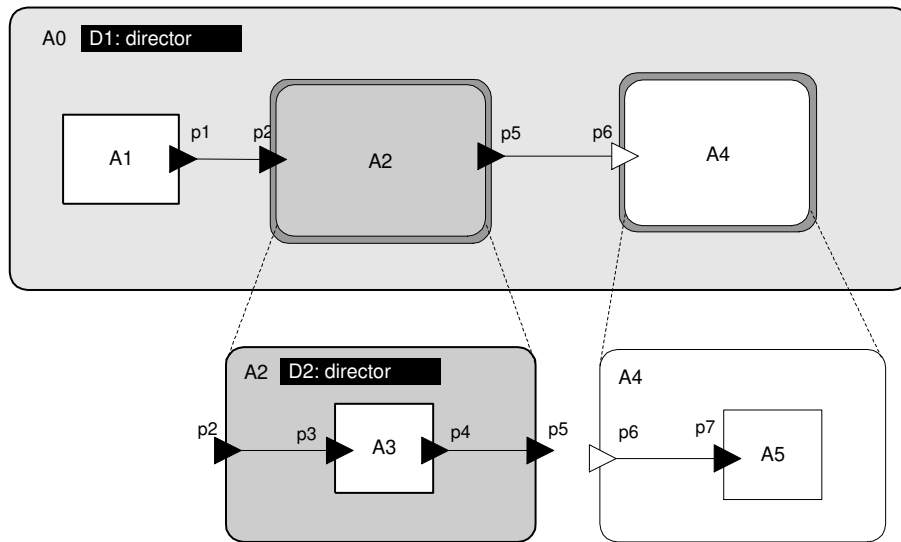 A0 D1: director
p1 p2 p5 p6
A1 A2 A4
A2 D2: director
A4
p2 p3 p4 p5
A3
p6 p7
A5